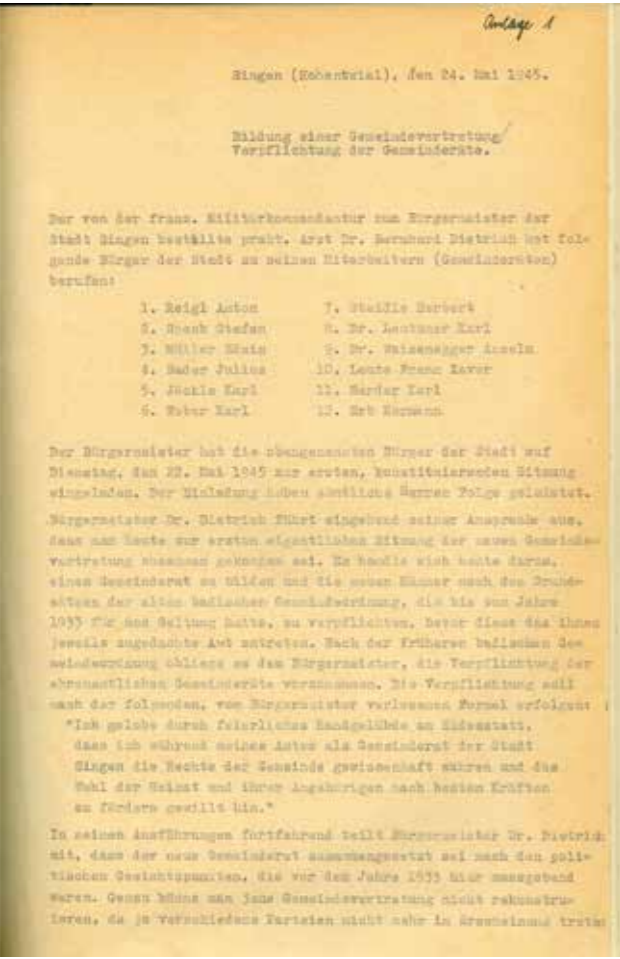 Anlage 1
Singen (Hohentwiel), den 24. Mai 1945.
Bildung einer Gemeindevertretung/
Verpflichtung der Gemeinderäte.
Der von der franz. Militärkommandantur zum Bürgermeister der
Stadt Singen bestellte prakt. Arzt Dr. Bernhard Dietrich hat fol-
gende Bürger der Stadt zu seinen Mitarbeitern (Gemeinderäten)
berufen:
1. Reigl Anton 7. Steidle Herbert
2. Stefan 8. Dr. Karl
3. Müller 9. Dr. Waizenegger Anselm
4. Bader Julius 10. Franz Xaver
5. Jöckle Karl 11. Harder Karl
6. Weber Karl 12. Erb Hermann
Der Bürgermeister hat die obengenannten Bürger der Stadt auf
Dienstag, den 22. Mai 1945 zur ersten, konstituierenden Sitzung
eingeladen. Der Einladung haben sämtliche Herren Folge geleistet.
Bürgermeister Dr. Dietrich führt eingehend seiner Ansprache aus,
dass man heute zur ersten eigentlichen Sitzung der neuen Gemeinde-
vertretung zusammen gekommen sei. Es handle sich heute darum,
einen Gemeinderat zu bilden und die neuen Männer nach den Grund-
sätzen der alten badischen Gemeindeordnung, die bis zum Jahre
1933 für uns Geltung hatte, zu verpflichten, bevor diese das ihnen
jeweils zugedachte Amt antreten. Nach der früheren badischen Ge-
meindeordnung obliege es dem Bürgermeister, die Verpflichtung der
ehrenamtlichen Gemeinderäte vorzunehmen. Die Verpflichtung soll
nach der folgenden, vom Bürgermeister verlesenen Formel erfolgen:
"Ich gelobe durch feierliches Handgelübde an Eidesstatt,
dass ich während meines Amtes als Gemeinderat der Stadt
Singen die Rechte der Gemeinde gewissenhaft wahren und das
Wohl der Heimat und ihrer Angehörigen nach besten Kräften
zu fördern gewillt bin."
In seinen Ausführungen fortfahrend teilt Bürgermeister Dr. Dietrich
mit, dass der neue Gemeinderat zusammengesetzt sei nach den poli-
tischen Gesichtspunkten, die vor dem Jahre 1933 hier massgebend
waren. Genau könne man jene Gemeindevertretung nicht rekonstru-
ieren, da ja verschiedene Parteien nicht mehr in Erscheinung treten